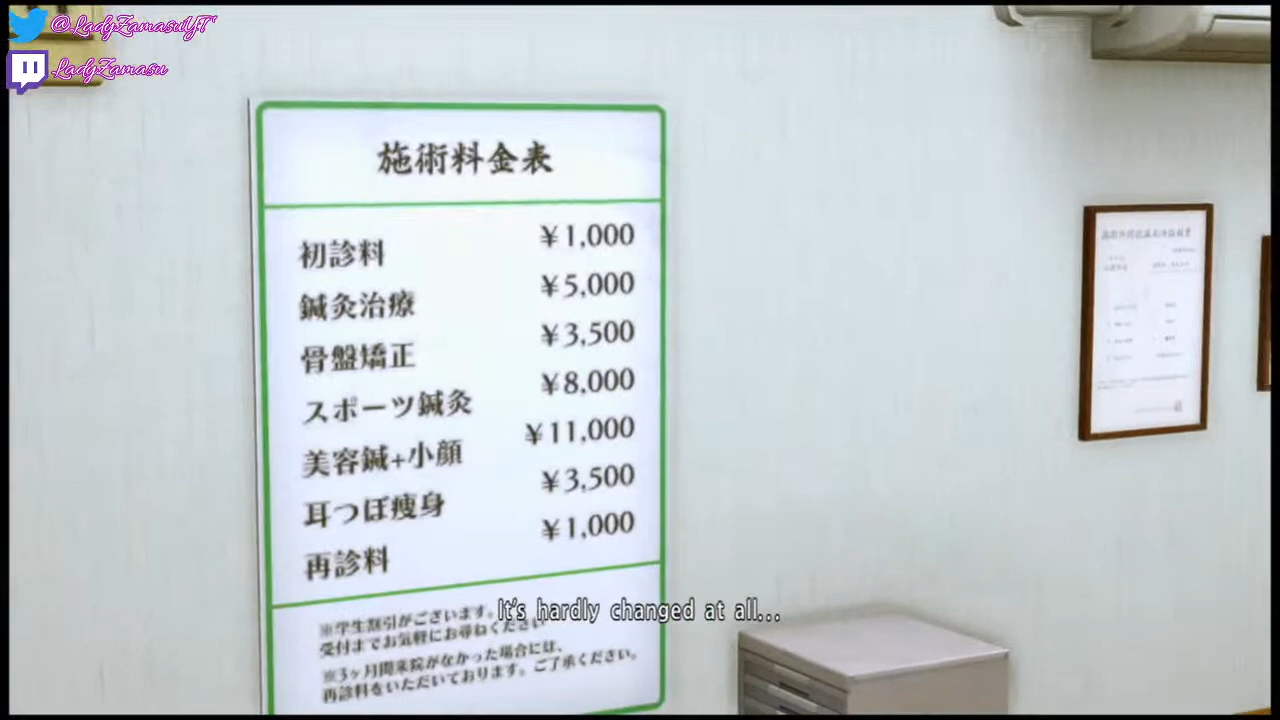 @LadyZamasuYT
LadyZamasu
施術料金表
初診料 ¥1,000
鍼灸治療 ¥5,000
骨盤矯正 ¥3,500
スポーツ鍼灸 ¥8,000
美容鍼+小顔 ¥11,000
耳つぼ痩身 ¥3,500
再診料 ¥1,000
※学生割引がございます。
受付までお気軽にお尋ねください
※3ヶ月間来院がなかった場合には、
再診料をいただいております。ご了承ください。
It's hardly changed at all...